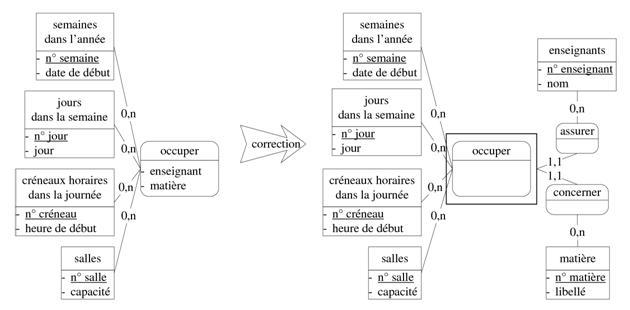 semaines
dans l'année
- n° semaine
- date de début
0,n
jours
dans la semaine
- n° jour
- jour
0,n
créneaux horaires
dans la journée
- n° créneau
- heure de début
0,n
salles
- n° salle
- capacité
0,n
occuper
- enseignant
- matière
correction
semaines
dans l'année
- n° semaine
- date de début
0,n
jours
dans la semaine
- n° jour
- jour
0,n
créneaux horaires
dans la journée
- n° créneau
- heure de début
0,n
salles
- n° salle
- capacité
0,n
occuper
enseignants
- n° enseignant
- nom
0,n
assurer
1,1
1,1
concerner
0,n
matière
- n° matière
- libellé